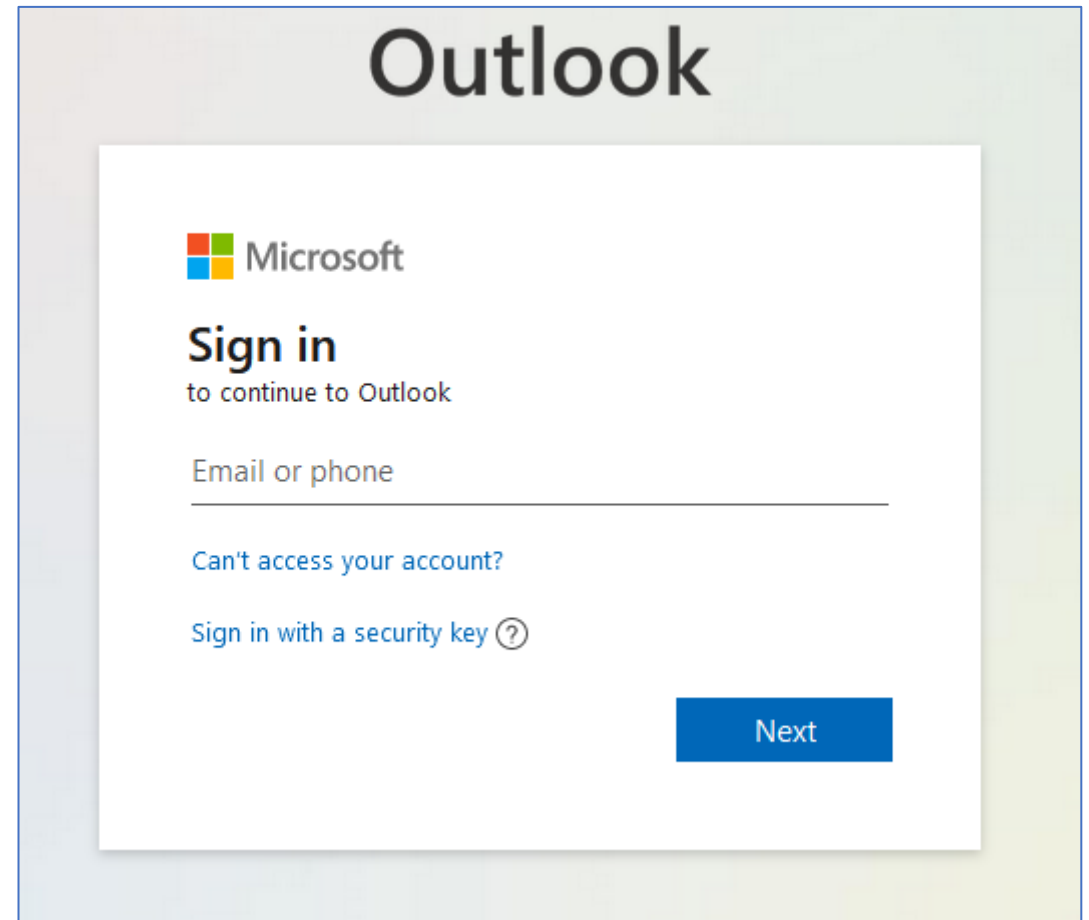 Outlook
Microsoft
Sign in
to continue to Outlook
Email or phone
Can't access your account?
Sign in with a security key
Next